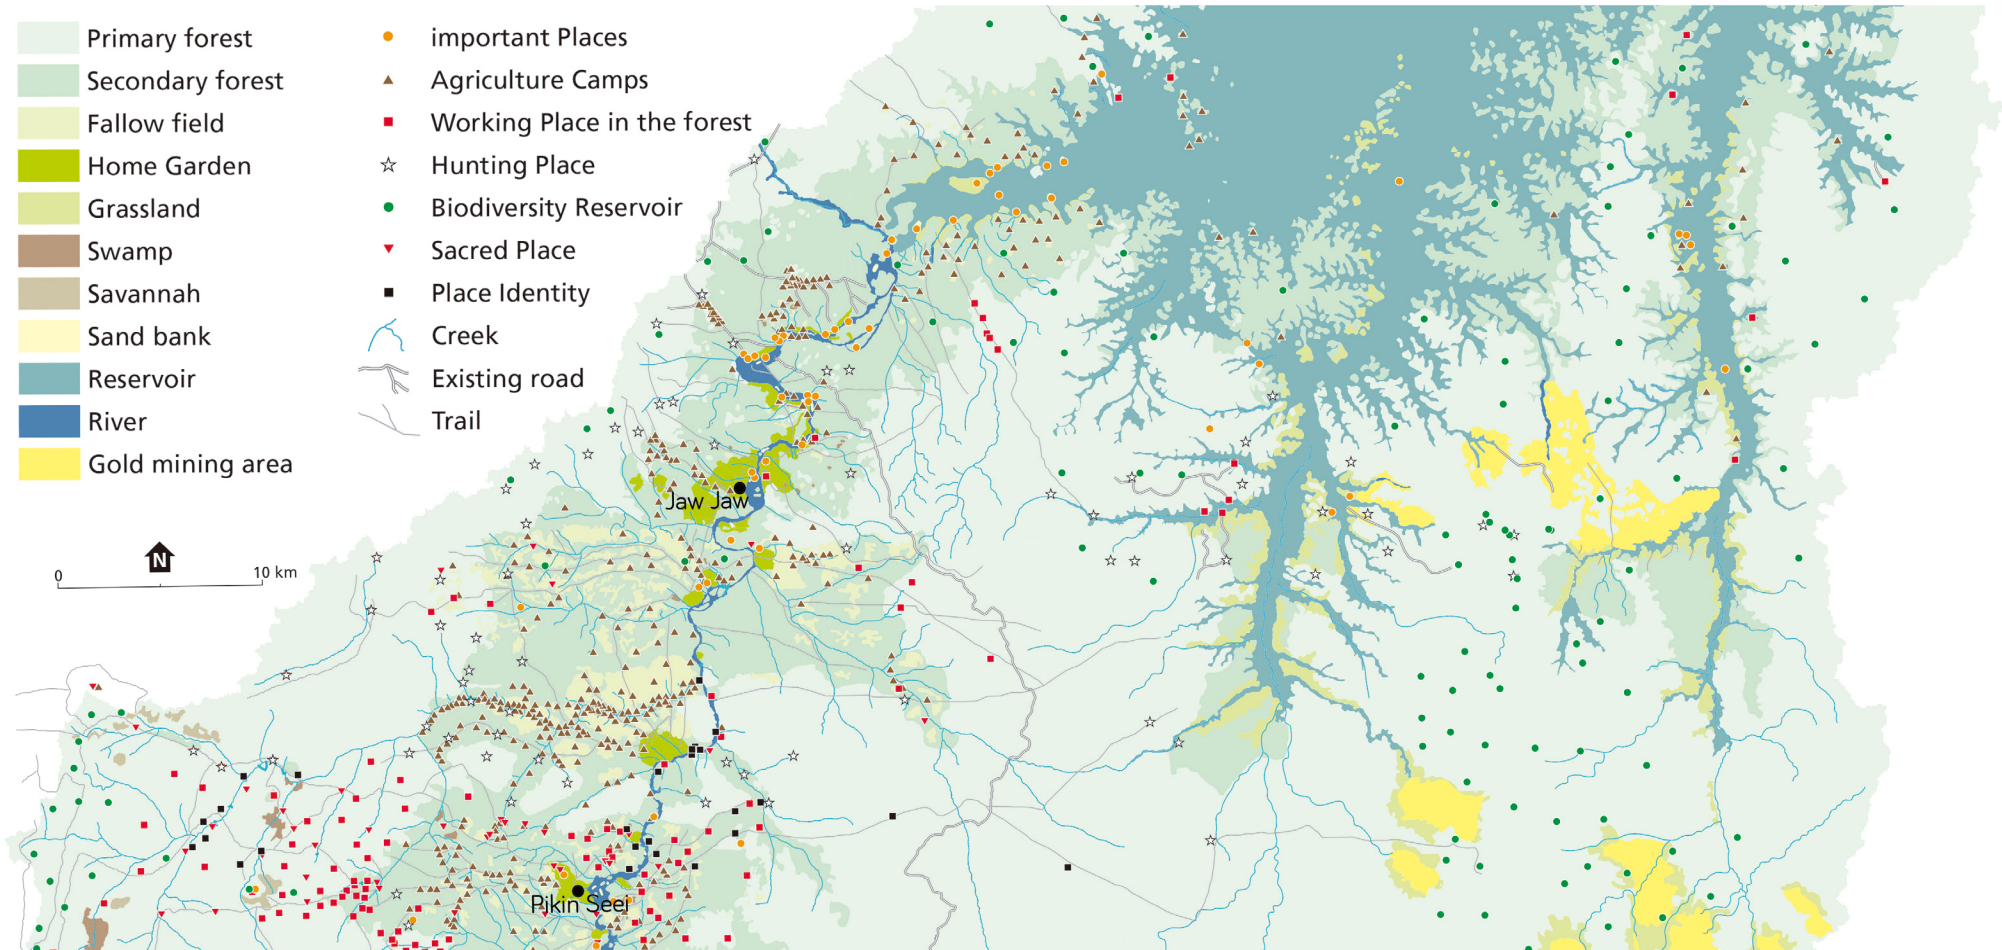 Primary forest
Secondary forest
Fallow field
Home Garden
Grassland
Swamp
Savannah
Sand bank
Reservoir
River
Gold mining area
important Places
Agriculture Camps
Working Place in the forest
Hunting Place
Biodiversity Reservoir
Sacred Place
Place Identity
Creek
Existing road
Trail
N
0 10 km
Jaw Jaw
Pikin Seei